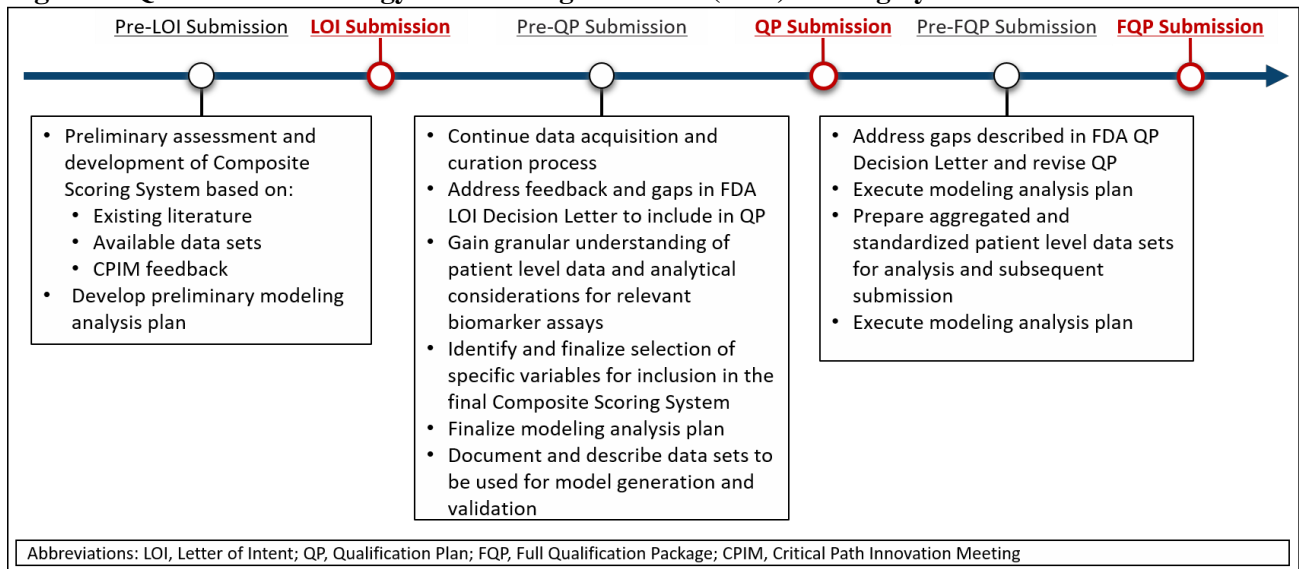 Pre-LOI Submission LOI Submission Pre-QP Submission QP Submission Pre-FQP Submission FQP Submission
• Preliminary assessment and
development of Composite
Scoring System based on:
• Existing literature
• Available data sets
• CPIM feedback
• Develop preliminary modeling
analysis plan
• Continue data acquisition and
curation process
• Address feedback and gaps in FDA
LOI Decision Letter to include in QP
• Gain granular understanding of
patient level data and analytical
considerations for relevant
biomarker assays
• Identify and finalize selection of
specific variables for inclusion in the
final Composite Scoring System
• Finalize modeling analysis plan
• Document and describe data sets to
be used for model generation and
validation
• Address gaps described in FDA QP
Decision Letter and revise QP
• Execute modeling analysis plan
• Prepare aggregated and
standardized patient level data sets
for analysis and subsequent
submission
• Execute modeling analysis plan
Abbreviations: LOI, Letter of Intent; QP, Qualification Plan; FQP, Full Qualification Package; CPIM, Critical Path Innovation Meeting